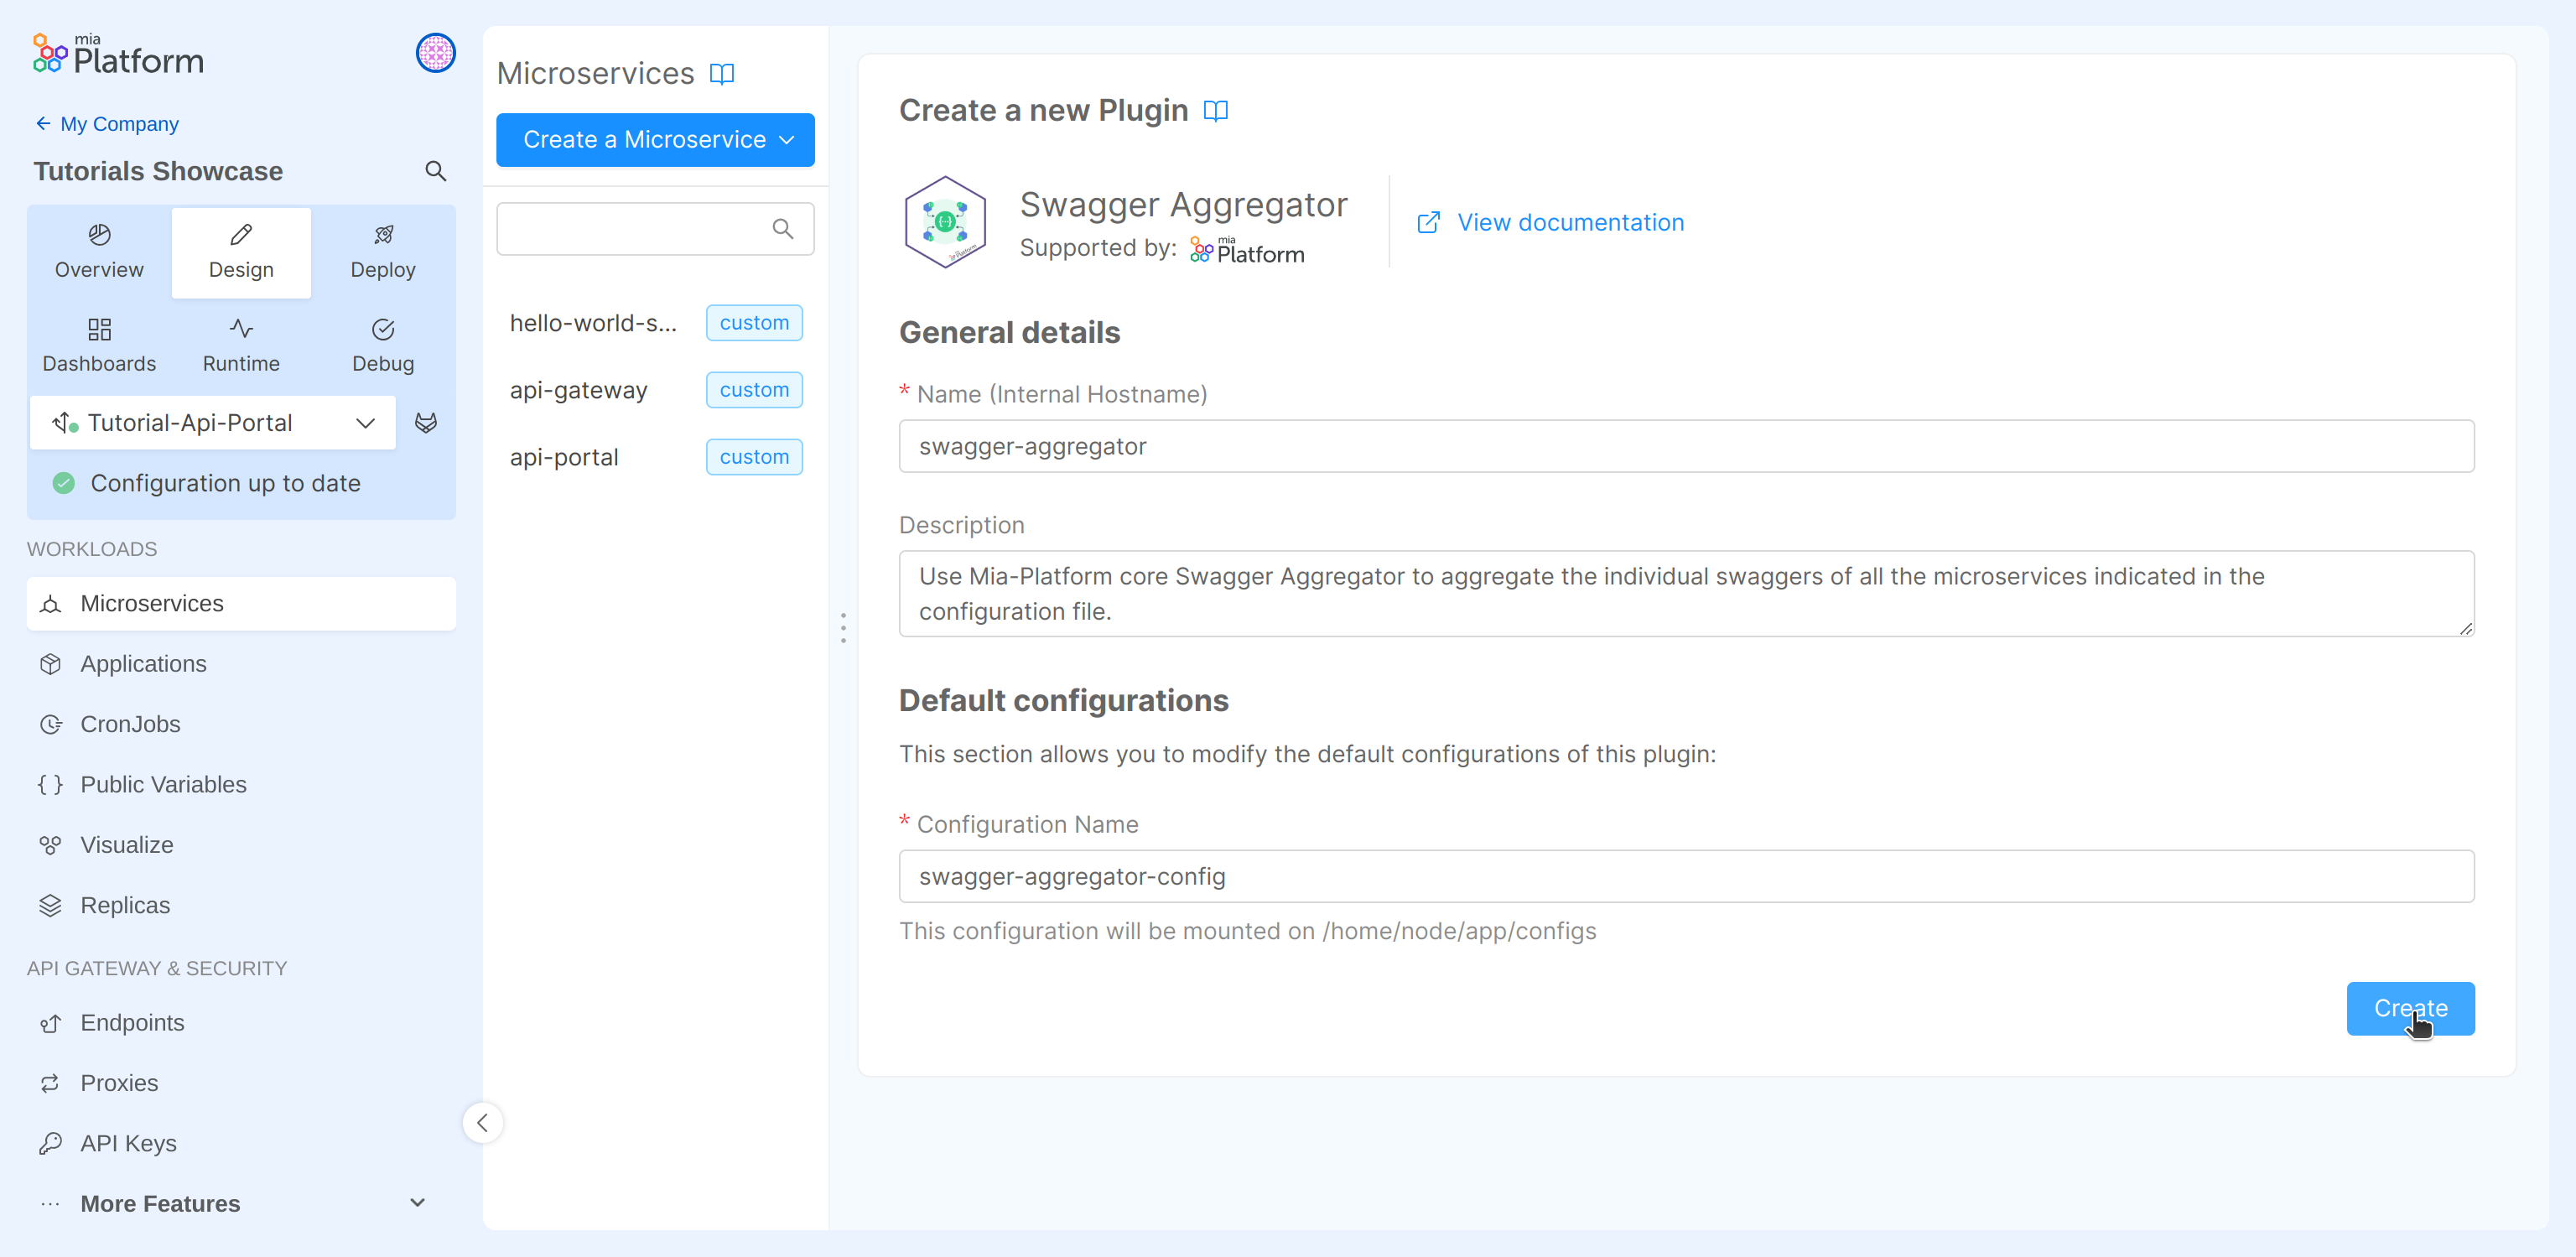 mia
Platform
My Company
Tutorials Showcase
Overview
Design
Deploy
Dashboards
Runtime
Debug
Tutorial-Api-Portal
Configuration up to date
WORKLOADS
Microservices
Applications
CronJobs
Public Variables
Visualize
Replicas
API GATEWAY & SECURITY
Endpoints
Proxies
API Keys
More Features
Microservices
Create a Microservice
hello-world-s... custom
api-gateway custom
api-portal custom
Create a new Plugin
Swagger Aggregator
Supported by: mia Platform
View documentation
General details
* Name (Internal Hostname)
swagger-aggregator
Description
Use Mia-Platform core Swagger Aggregator to aggregate the individual swaggers of all the microservices indicated in the
configuration file.
Default configurations
This section allows you to modify the default configurations of this plugin:
* Configuration Name
swagger-aggregator-config
This configuration will be mounted on /home/node/app/configs
Create